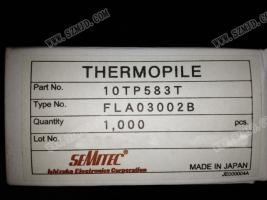 THERMOPILE
Part No. 10TP583T
Type No. FLA03002B
Quantity 1,000 pcs.
Lot No.
SEMITEC
Ishizuka Electronics Corporation
MADE IN JAPAN
JE000004A